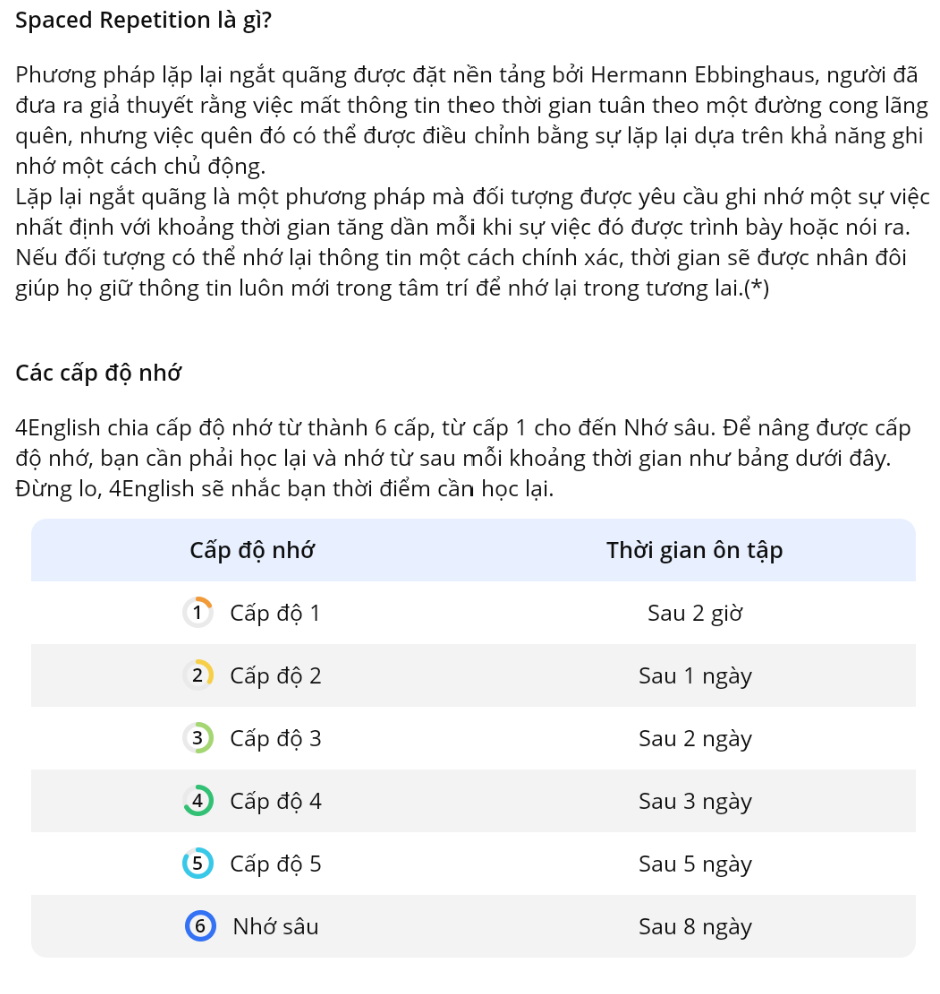 Spaced Repetition là gì?
Phương pháp lặp lại ngắt quãng được đặt nền tảng bởi Hermann Ebbinghaus, người đã
đưa ra giả thuyết rằng việc mất thông tin theo thời gian tuân theo một đường cong lãng
quên, nhưng việc quên đó có thể được điều chỉnh bằng sự lặp lại dựa trên khả năng ghi
nhớ một cách chủ động.
Lặp lại ngắt quãng là một phương pháp mà đối tượng được yêu cầu ghi nhớ một sự việc
nhất định với khoảng thời gian tăng dần mỗi khi sự việc đó được trình bày hoặc nói ra.
Nếu đối tượng có thể nhớ lại thông tin một cách chính xác, thời gian sẽ được nhân đôi
giúp họ giữ thông tin luôn mới trong tâm trí để nhớ lại trong tương lai.(*)
Các cấp độ nhớ
4English chia cấp độ nhớ từ thành 6 cấp, từ cấp 1 cho đến Nhớ sâu. Để nâng được cấp
độ nhớ, bạn cần phải học lại và nhớ từ sau mỗi khoảng thời gian như bảng dưới đây.
Đừng lo, 4English sẽ nhắc bạn thời điểm cần học lại.
Cấp độ nhớ Thời gian ôn tập
1 Cấp độ 1 Sau 2 giờ
2 Cấp độ 2 Sau 1 ngày
3 Cấp độ 3 Sau 2 ngày
4 Cấp độ 4 Sau 3 ngày
5 Cấp độ 5 Sau 5 ngày
6 Nhớ sâu Sau 8 ngày